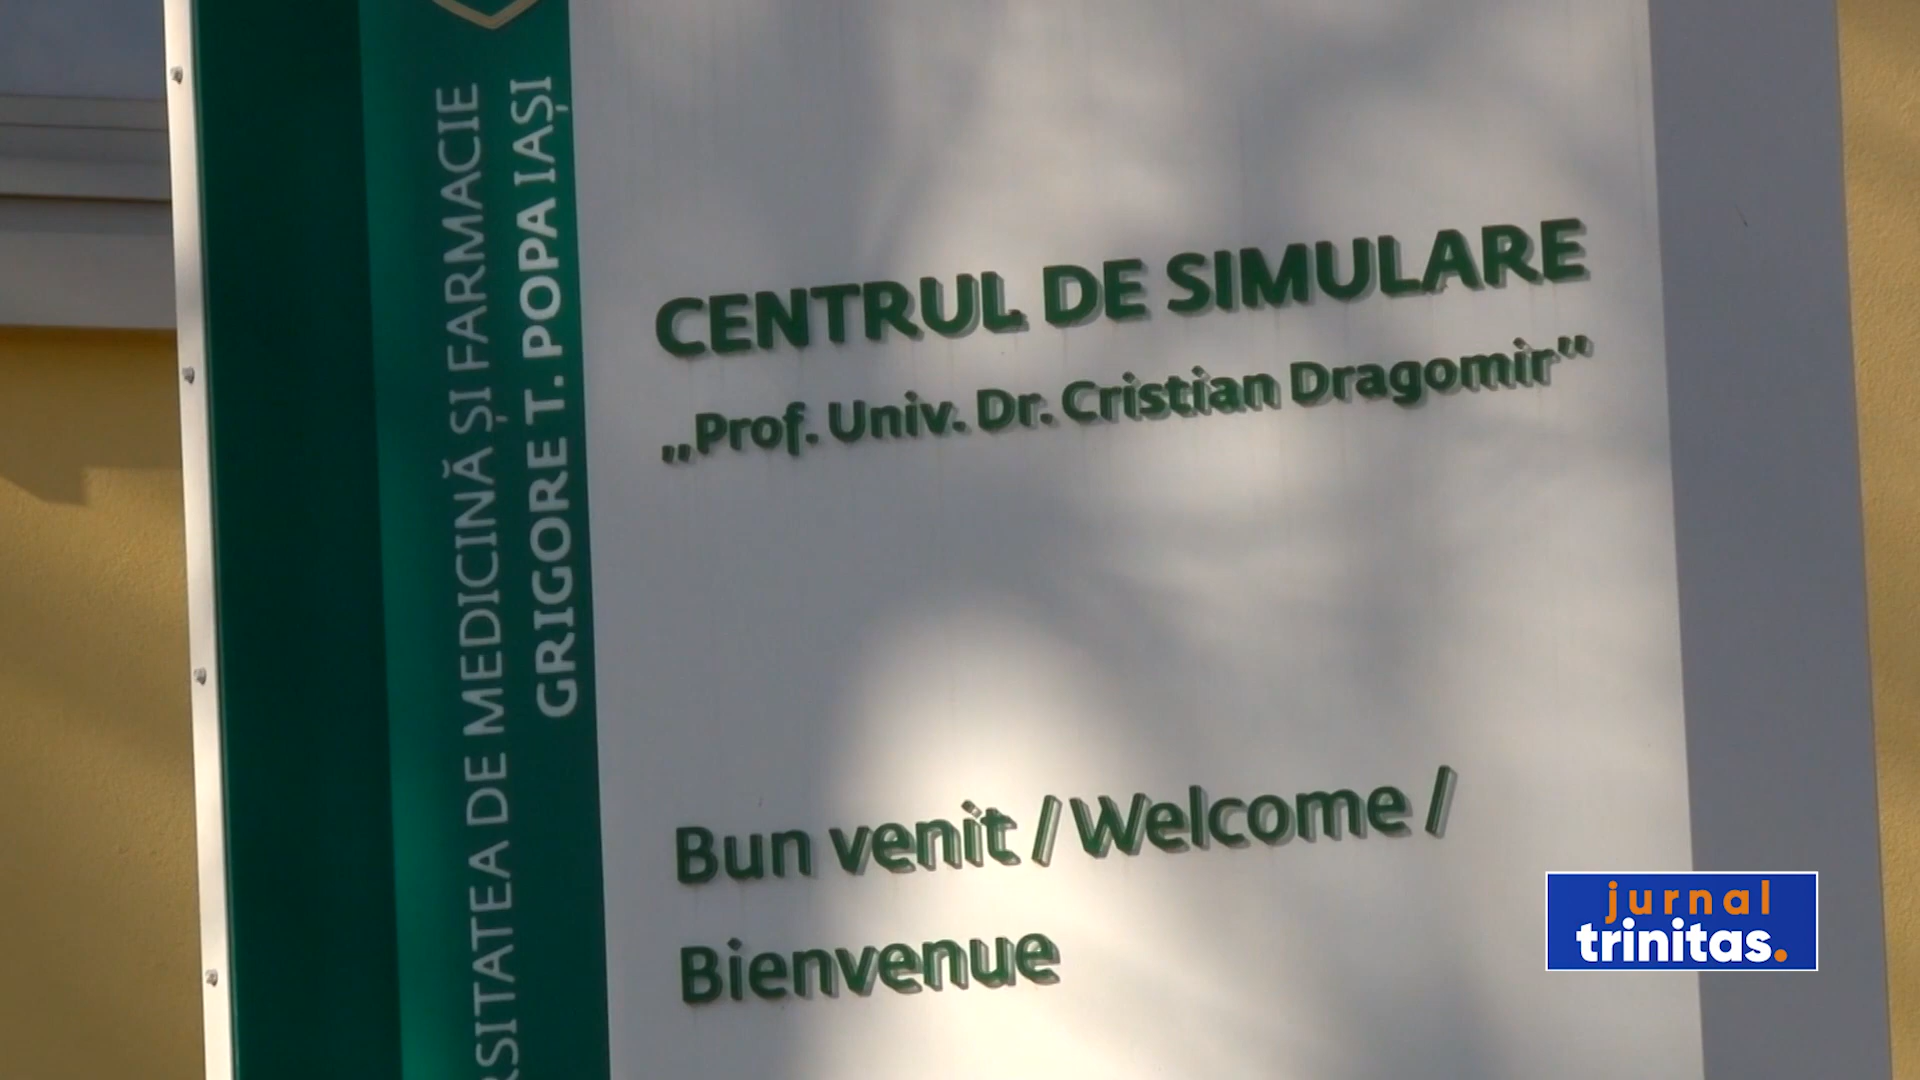 RSITATEA DE MEDICINĂ ȘI FARMACIE
GRIGORE T. POPA IAȘI
CENTRUL DE SIMULARE
„Prof. Univ. Dr. Cristian Dragomir”
Bun venit / Welcome /
Bienvenue
jurnal
trinitas.